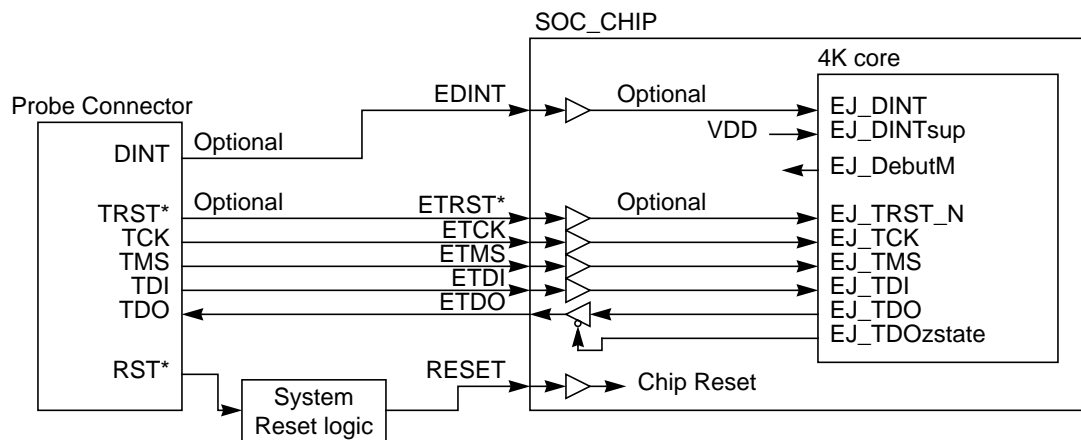 SOC_CHIP
4K core
Probe Connector
EDINT
Optional
EJ_DINT
DINT
Optional
VDD
EJ_DINTsup
EJ_DebutM
TRST*
Optional
ETRST*
Optional
EJ_TRST_N
TCK
ETCK
EJ_TCK
TMS
ETMS
EJ_TMS
TDI
ETDI
EJ_TDI
TDO
ETDO
EJ_TDO
EJ_TDOzstate
RST*
RESET
Chip Reset
System
Reset logic